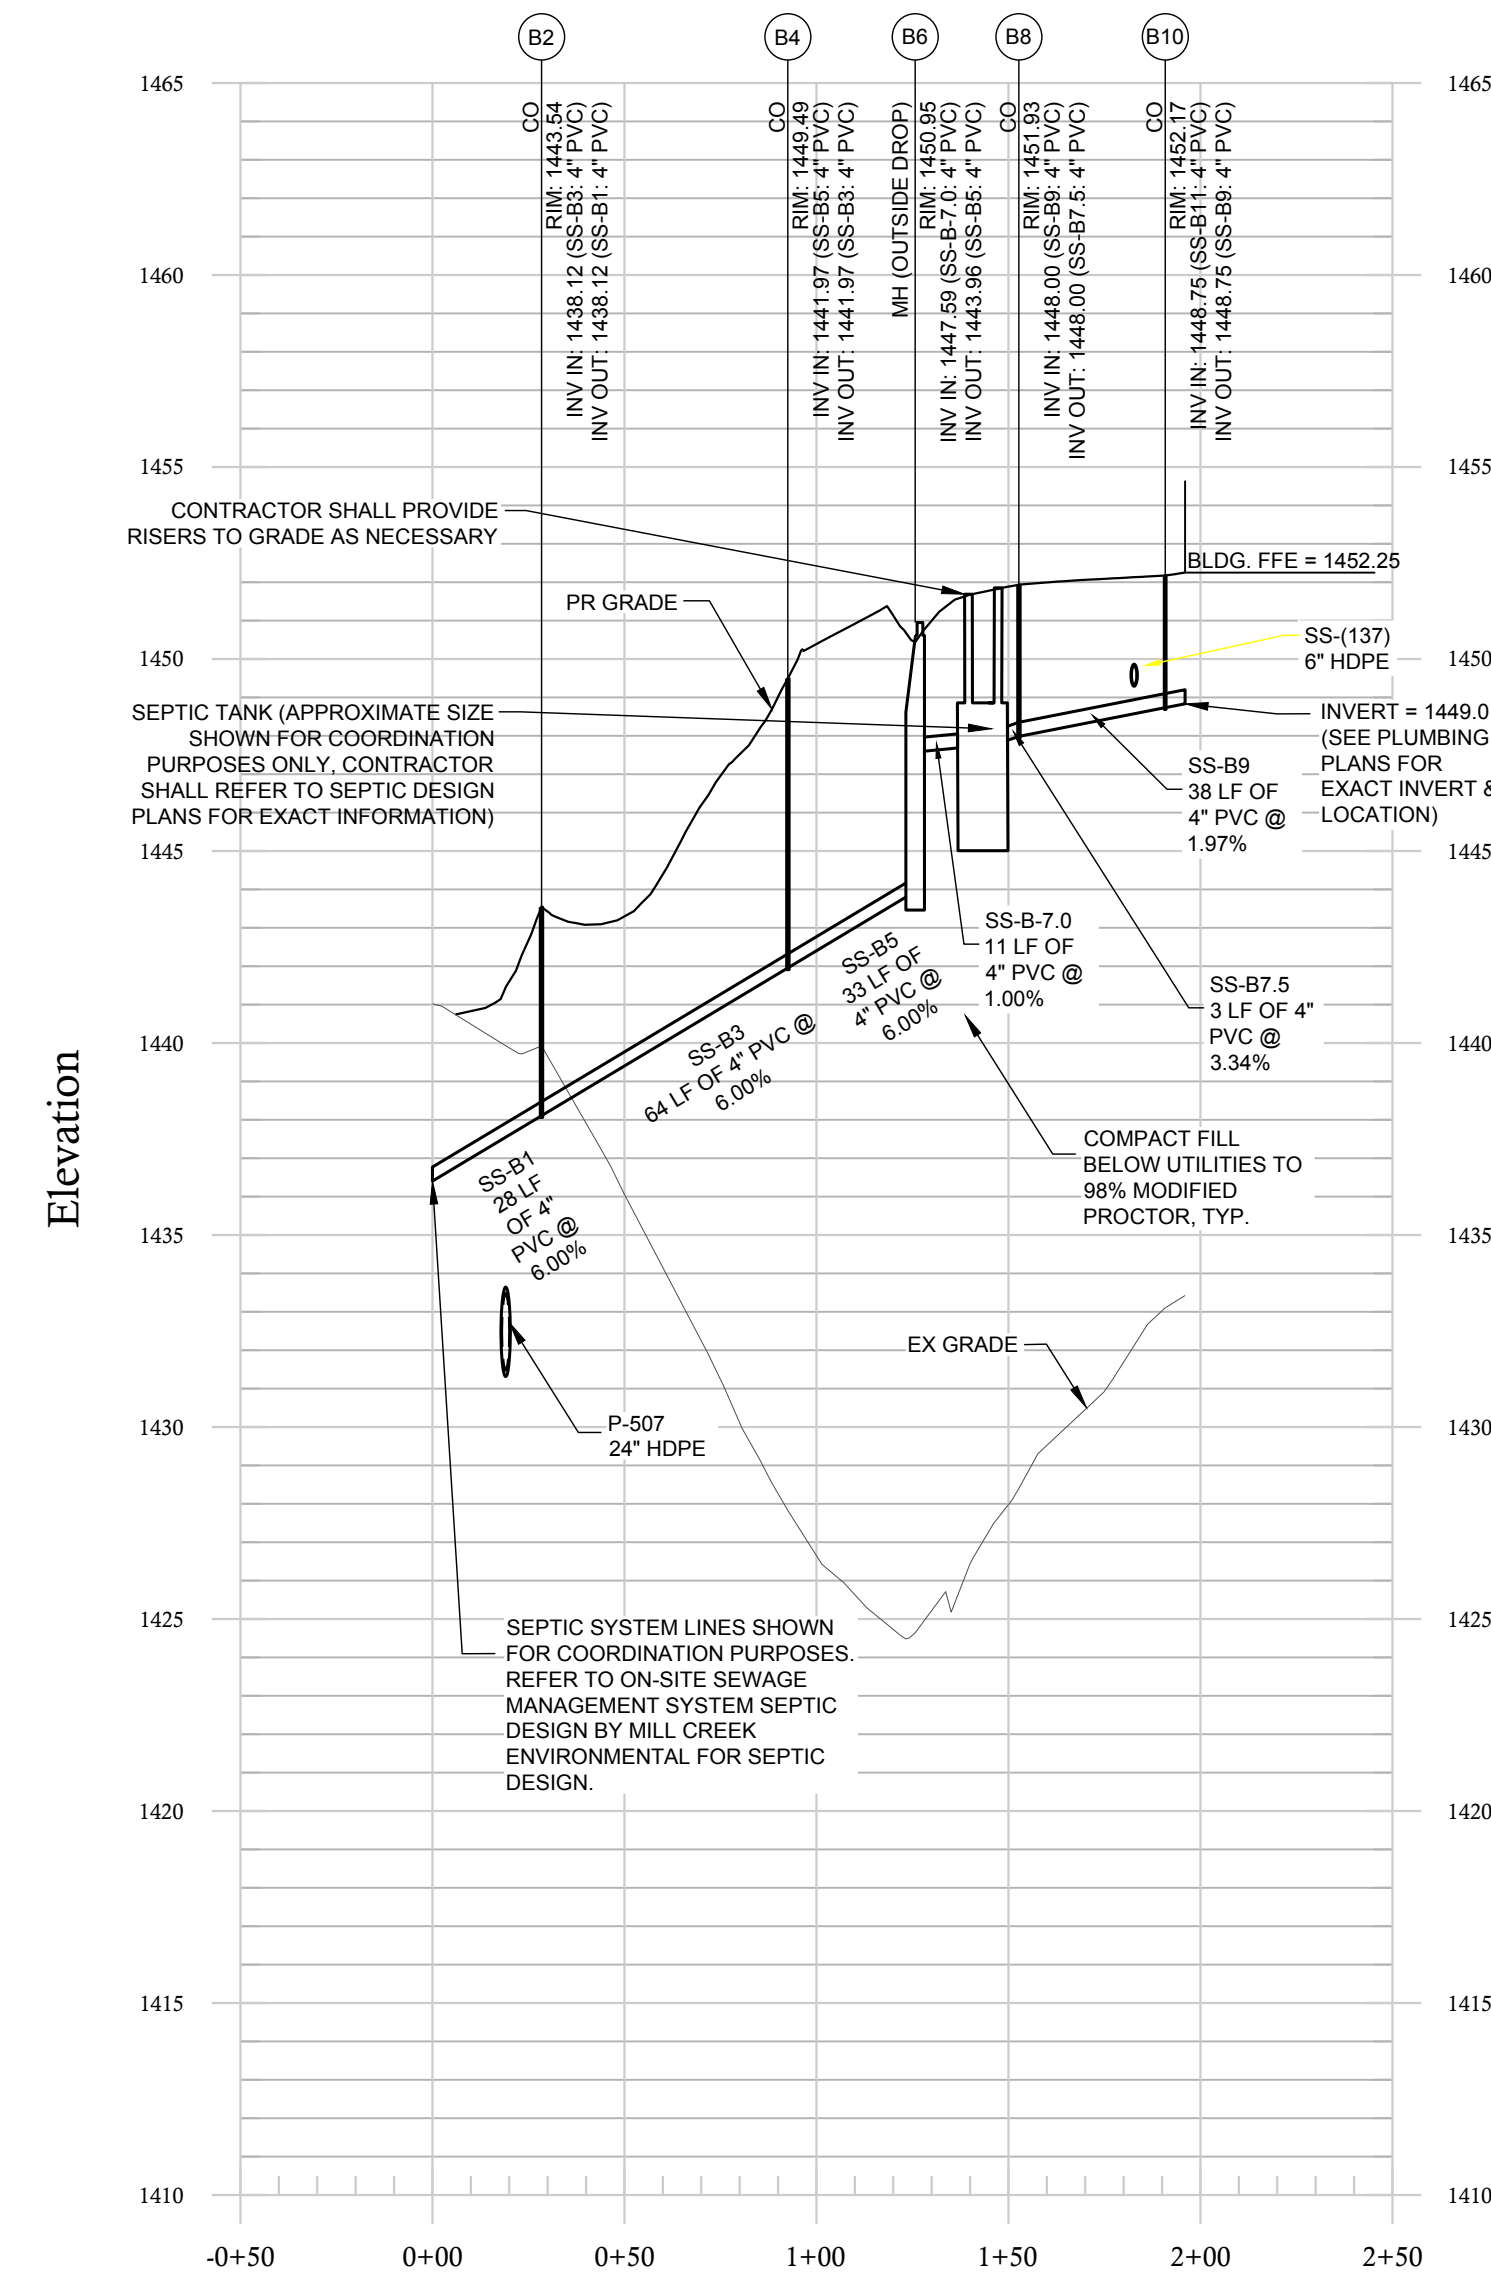 B2
B4
B6
B8
B10
CO
RIM: 1443.54
INV IN: 1438.12 (SS-B3: 4" PVC)
INV OUT: 1438.12 (SS-B1: 4" PVC)
CO
RIM: 1449.49
INV IN: 1441.97 (SS-B5: 4" PVC)
INV OUT: 1441.97 (SS-B3: 4" PVC)
MH (OUTSIDE DROP)
RIM: 1450.95
INV IN: 1447.59 (SS-B-7.0: 4" PVC)
INV OUT: 1443.96 (SS-B5: 4" PVC)
CO
RIM: 1451.93
INV IN: 1448.00 (SS-B9: 4" PVC)
INV OUT: 1448.00 (SS-B7.5: 4" PVC)
CO
RIM: 1452.17
INV IN: 1448.75 (SS-B11: 4" PVC)
INV OUT: 1448.75 (SS-B9: 4" PVC)
1465
1460
1455
1450
1445
1440
1435
1430
1425
1420
1415
1410
Elevation
CONTRACTOR SHALL PROVIDE
RISERS TO GRADE AS NECESSARY
PR GRADE
SEPTIC TANK (APPROXIMATE SIZE
SHOWN FOR COORDINATION
PURPOSES ONLY, CONTRACTOR
SHALL REFER TO SEPTIC DESIGN
PLANS FOR EXACT INFORMATION)
BLDG. FFE = 1452.25
SS-(137)
6" HDPE
INVERT = 1449.0
(SEE PLUMBING
PLANS FOR
EXACT INVERT &
LOCATION)
SS-B9
38 LF OF
4" PVC @
1.97%
SS-B-7.0
11 LF OF
4" PVC @
1.00%
SS-B7.5
3 LF OF 4"
PVC @
3.34%
SS-B5
33 LF OF
4" PVC @
6.00%
SS-B3
64 LF OF 4" PVC @
6.00%
SS-B1
28 LF
OF 4"
PVC @
6.00%
COMPACT FILL
BELOW UTILITIES TO
98% MODIFIED
PROCTOR, TYP.
EX GRADE
P-507
24" HDPE
SEPTIC SYSTEM LINES SHOWN
FOR COORDINATION PURPOSES.
REFER TO ON-SITE SEWAGE
MANAGEMENT SYSTEM SEPTIC
DESIGN BY MILL CREEK
ENVIRONMENTAL FOR SEPTIC
DESIGN.
1465
1460
1455
1450
1445
1440
1435
1430
1425
1420
1415
1410
-0+50
0+00
0+50
1+00
1+50
2+00
2+50